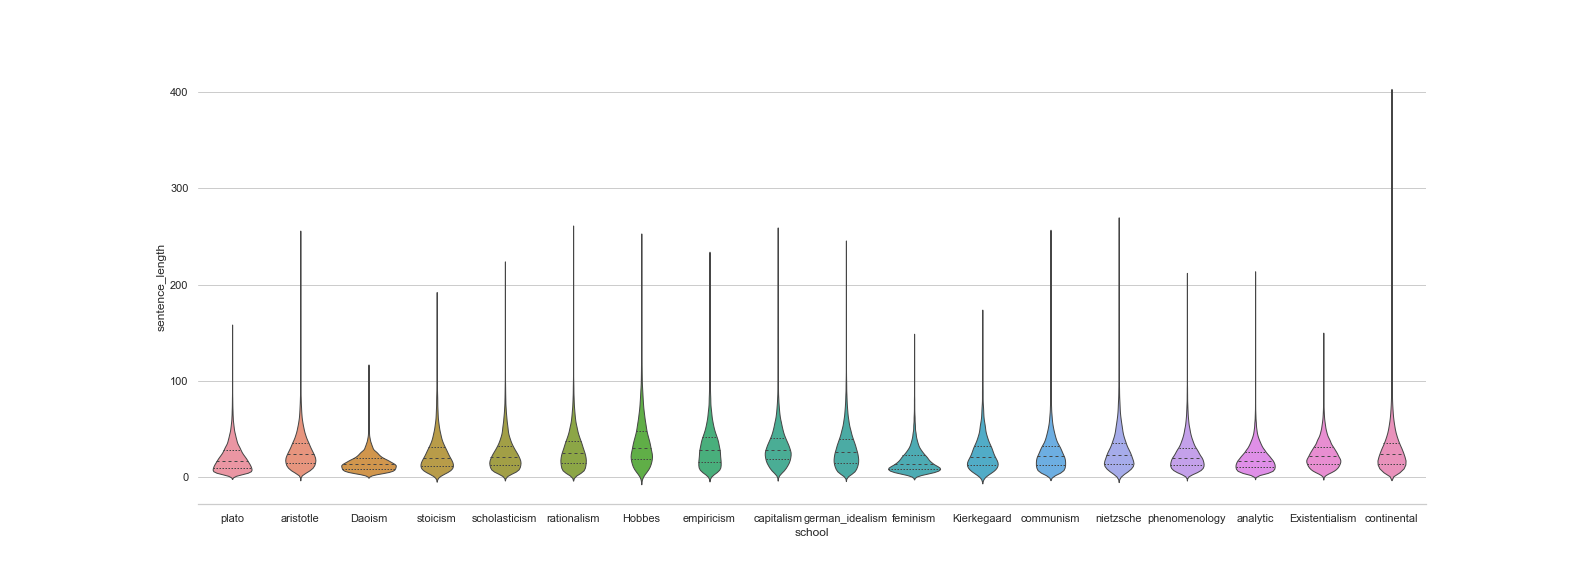 400
300
200
100
0
sentence_length
plato aristotle Daoism stoicism scholasticism rationalism Hobbes empiricism capitalism german_idealism feminism Kierkegaard communism nietzsche phenomenology analytic Existentialism continental
school